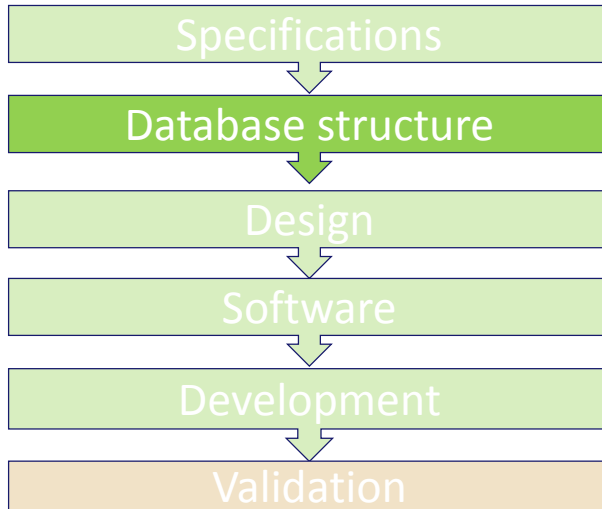 Specifications
Database structure
Design
Software
Development
Validation